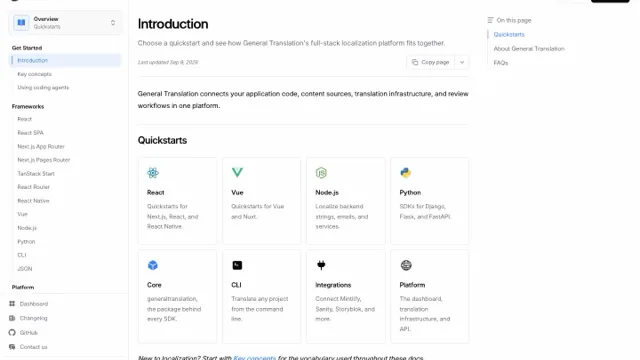 Overview
Quickstarts
Get Started
Introduction
Key concepts
Using coding agents
Frameworks
React
React SPA
Next.js App Router
Next.js Pages Router
TanStack Start
React Router
React Native
Vue
Node.js
Python
CLI
JSON
Platform
Dashboard
Changelog
GitHub
Contact us
Introduction
Choose a quickstart and see how General Translation's full-stack localization platform fits together.
Last updated Sep 8, 2026
Copy page
General Translation connects your application code, content sources, translation infrastructure, and review
workflows in one platform.
Quickstarts
React
Quickstarts for
Next.js, React, and
React Native.
Vue
Quickstarts for Vue
and Nuxt.
Node.js
Localize backend
strings, emails, and
services.
Python
SDKs for Django,
Flask, and FastAPI.
Core
generaltranslation,
the package behind
every SDK.
CLI
Translate any project
from the command
line.
Integrations
Connect Mintlify,
Sanity, Storyblok, and
more.
Platform
The dashboard,
translation
infrastructure, and
API.
New to localization? Start with Key concepts for the vocabulary used throughout these docs.
On this page
Quickstarts
About General Translation
FAQs